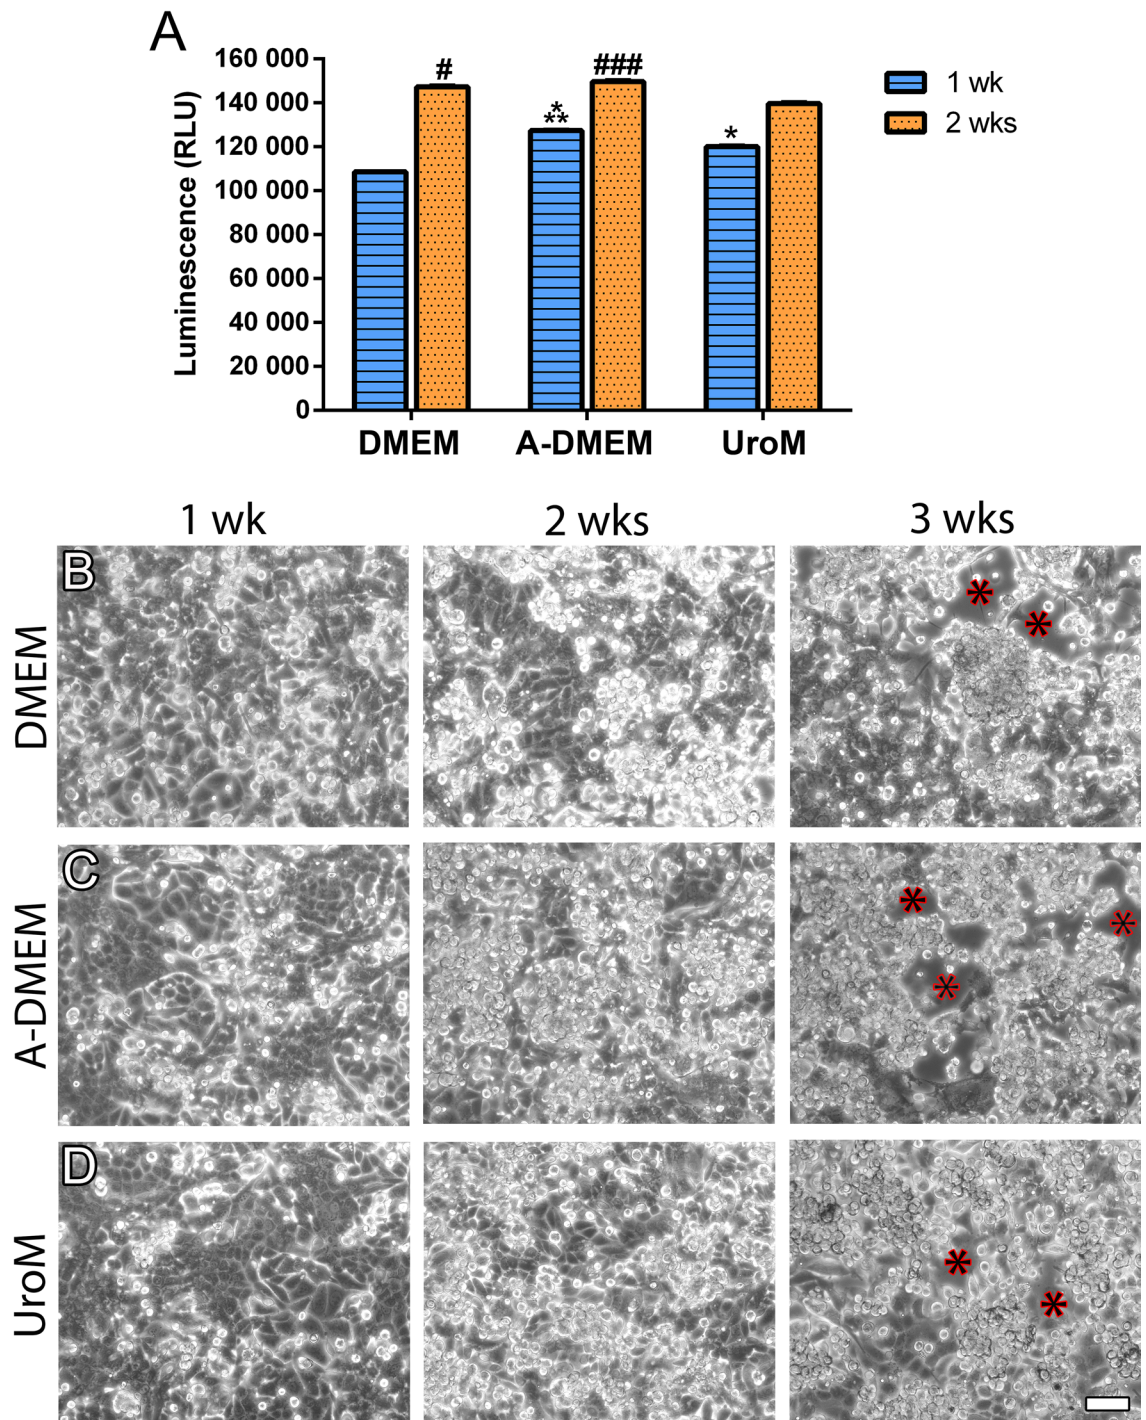 A
160 000
140 000
120 000
100 000
80 000
60 000
40 000
20 000
0
Luminescence (RLU)
#
*
**
###
*
1 wk
2 wks
DMEM A-DMEM UroM
1 wk 2 wks 3 wks
B
DMEM
* *
C
A-DMEM
* * *
D
UroM
* *